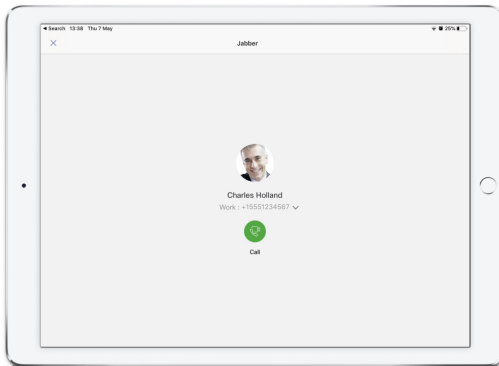 ◀ Search 13:38 Thu 7 May
25%
Jabber
Charles Holland
Work : +15551234567
Call